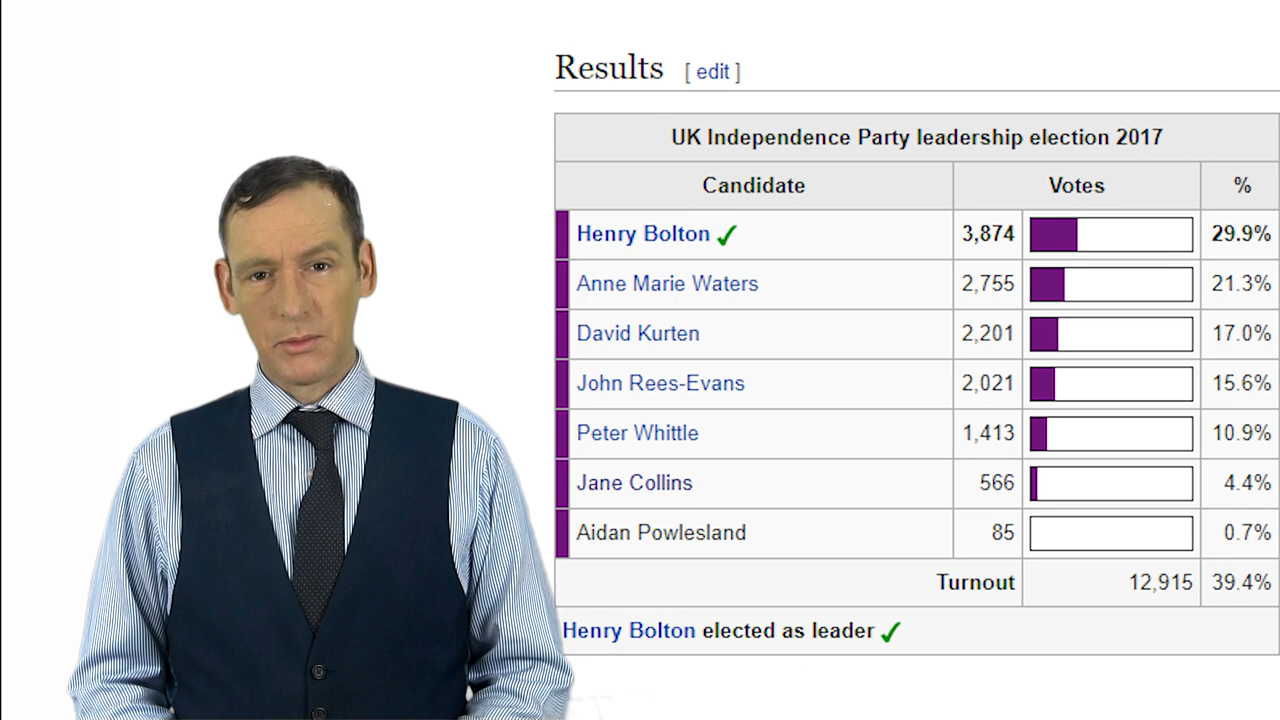 Results [ edit ]
UK Independence Party leadership election 2017
Candidate Votes %
Henry Bolton ✓ 3,874 29.9%
Anne Marie Waters 2,755 21.3%
David Kurten 2,201 17.0%
John Rees-Evans 2,021 15.6%
Peter Whittle 1,413 10.9%
Jane Collins 566 4.4%
Aidan Powlesland 85 0.7%
Turnout 12,915 39.4%
Henry Bolton elected as leader ✓